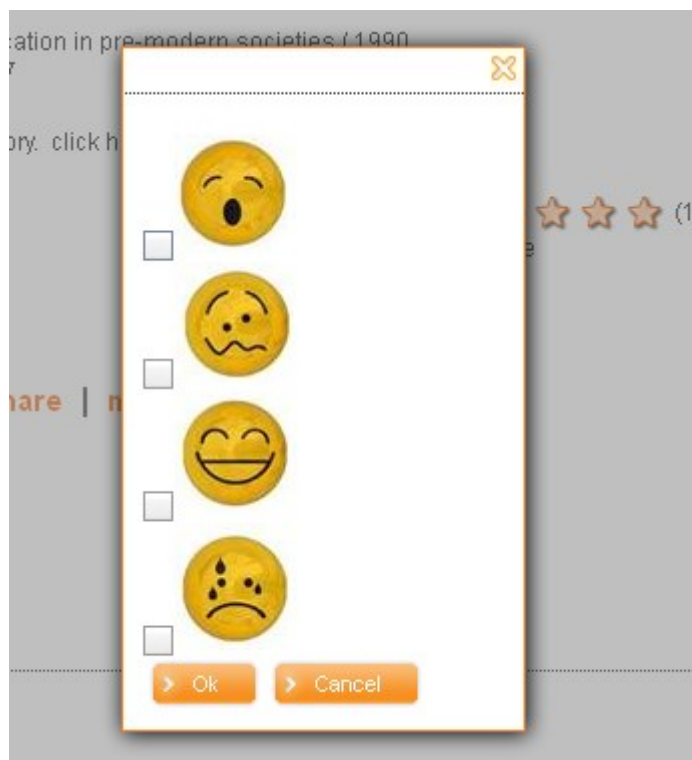 cation in pre-modern societies (1990
ory. click h
(1
e
hare | n
Ok
Cancel